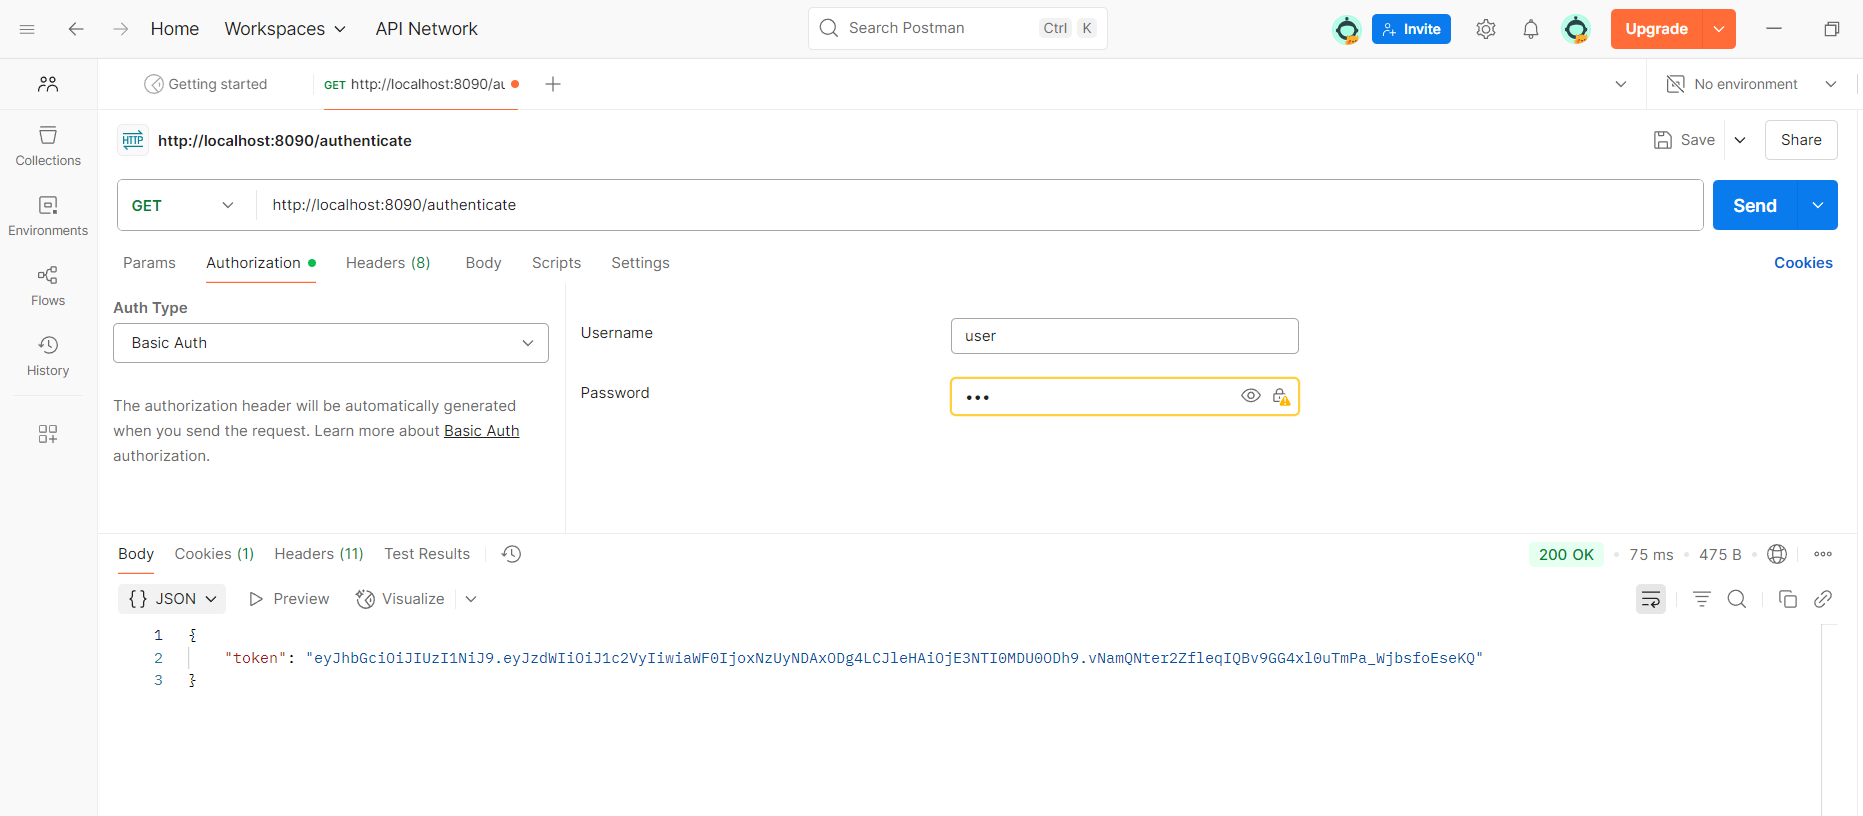 Home
Workspaces
API Network
Search Postman
Ctrl K
Invite
Upgrade
Getting started
GET http://localhost:8090/au
No environment
HTTP
http://localhost:8090/authenticate
Save
Share
Collections
Environments
Flows
History
GET
http://localhost:8090/authenticate
Send
Params
Authorization
Headers (8)
Body
Scripts
Settings
Cookies
Auth Type
Basic Auth
The authorization header will be automatically generated
when you send the request. Learn more about Basic Auth
authorization.
Username
user
Password
•••
Body
Cookies (1)
Headers (11)
Test Results
200 OK
75 ms
475 B
{} JSON
Preview
Visualize
1 {
2 "token": "eyJhbGciOiJIUzI1NiJ9.eyJzdWIiOiJ1c2VyIiwiaWF0IjoxNzUyNDAxODg4LCJleHAiOjE3NTI0MDU0ODh9.vNamQNter2ZfleqIQBv9GG4xl0uTmPa_WjbsfoEseKQ"
3 }